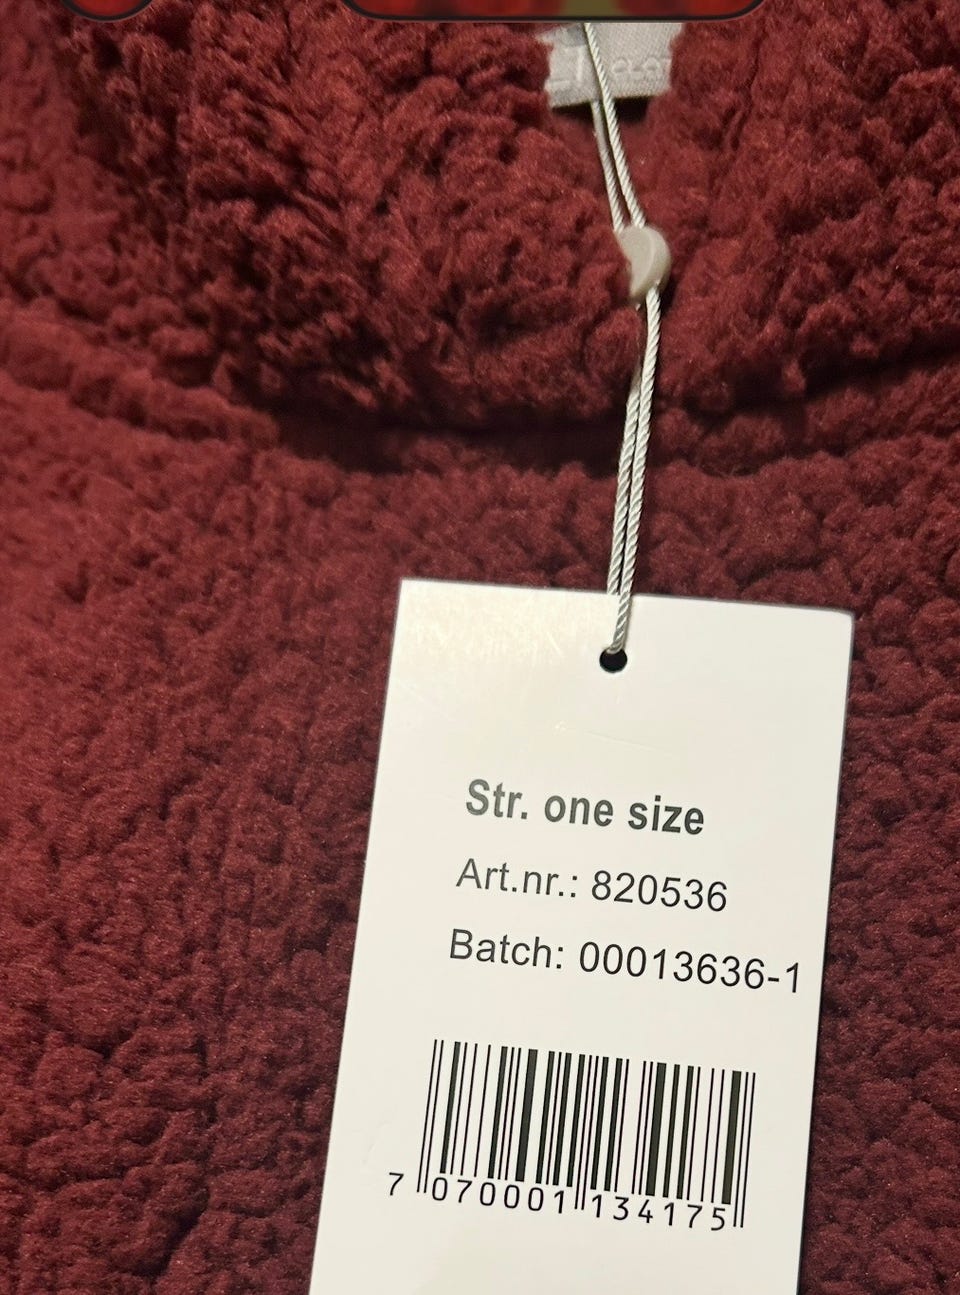 Str. one size
Art.nr.: 820536
Batch: 00013636-1
7 070001 134175